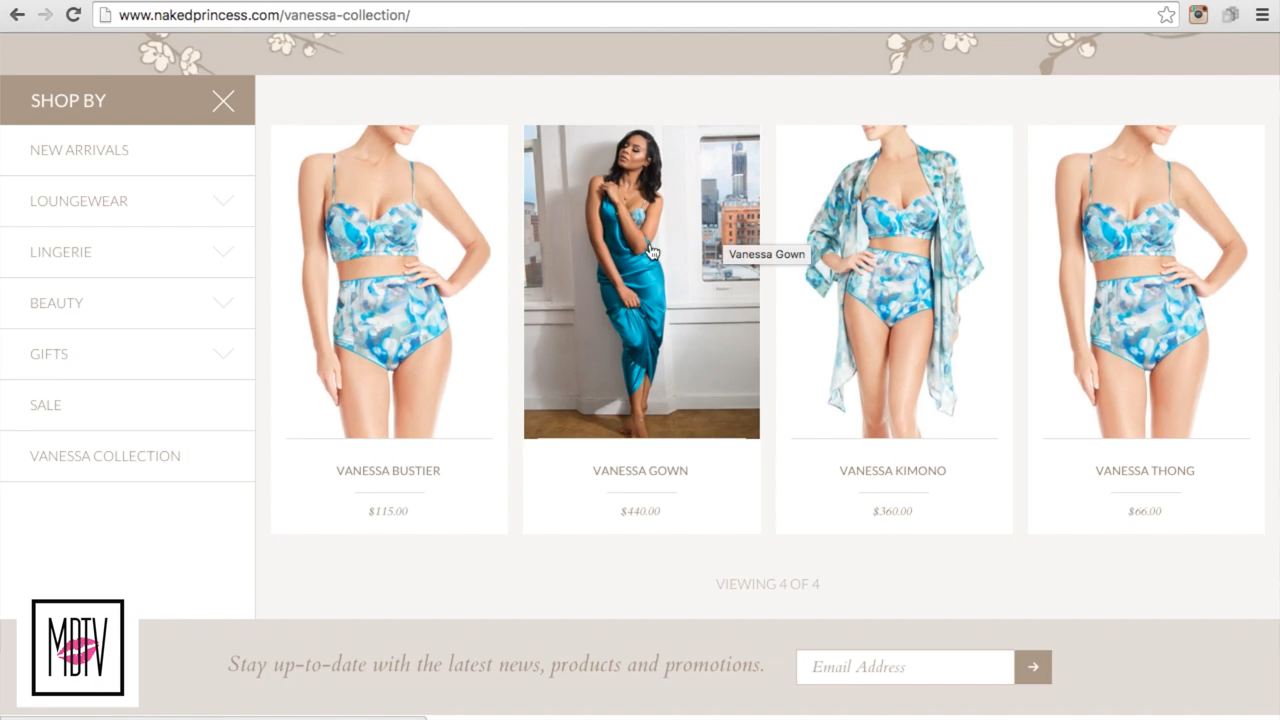 www.nakedprincess.com/vanessa-collection/
SHOP BY
NEW ARRIVALS
LOUNGEWEAR
LINGERIE
BEAUTY
GIFTS
SALE
VANESSA COLLECTION
Vanessa Gown
VANESSA BUSTIER
$115.00
VANESSA GOWN
$440.00
VANESSA KIMONO
$360.00
VANESSA THONG
$66.00
VIEWING 4 OF 4
MDTV
Stay up-to-date with the latest news, products and promotions.
Email Address